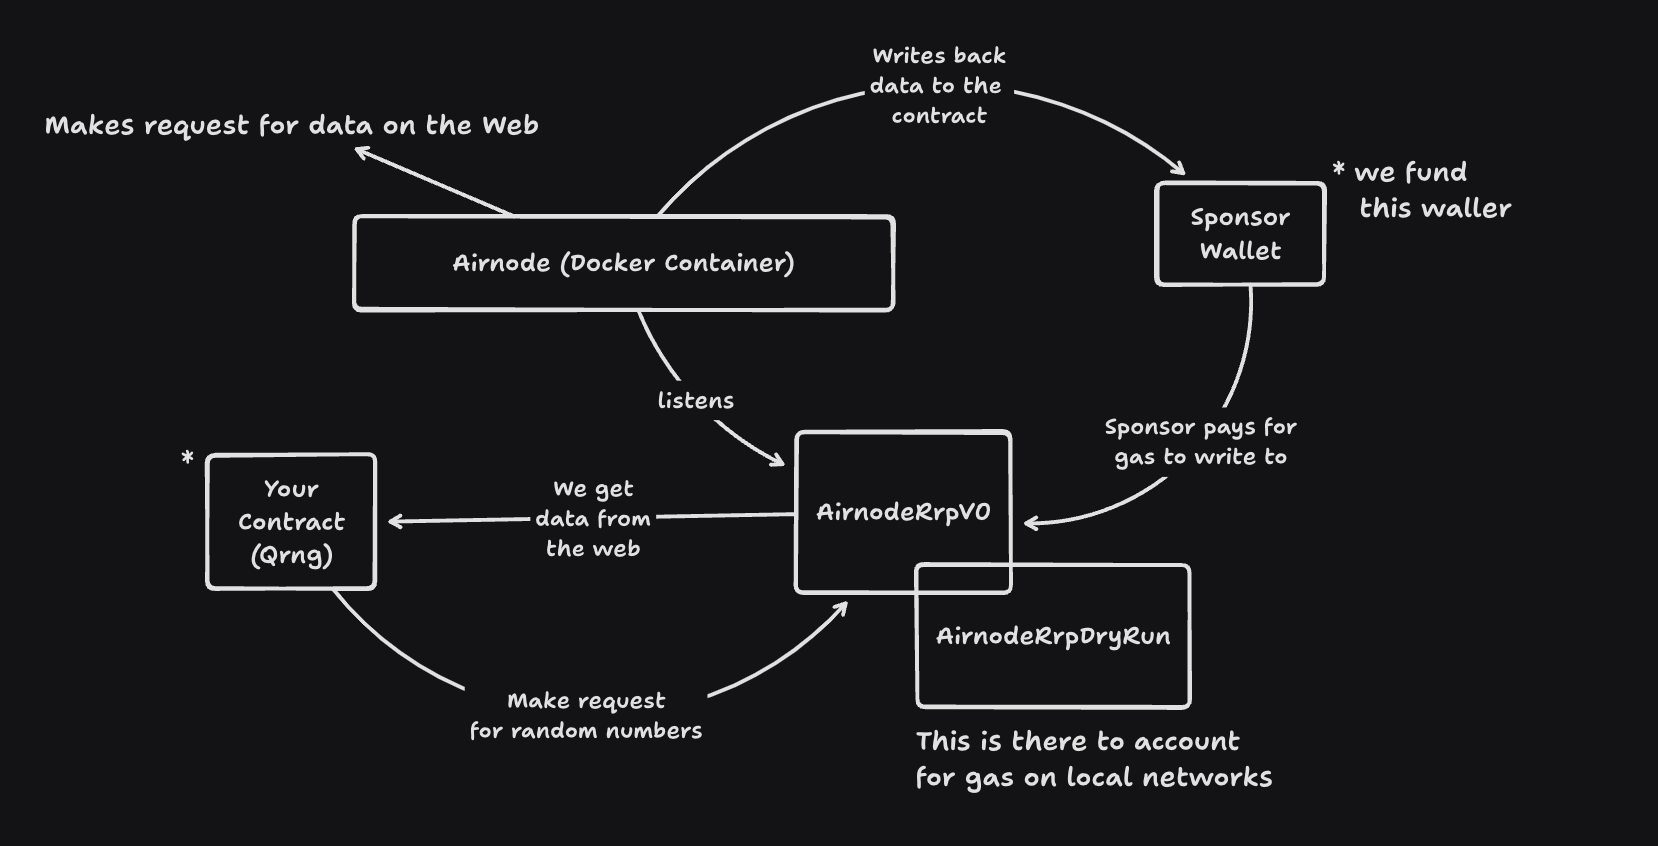 Writes back
data to the
contract
Makes request for data on the Web
* we fund
this waller
Sponsor
Wallet
Airnode (Docker Container)
listens
Sponsor pays for
gas to write to
*
Your
Contract
(Qrng)
We get
data from
the web
AirnodeRrpV0
AirnodeRrpDryRun
Make request
for random numbers
This is there to account
for gas on local networks